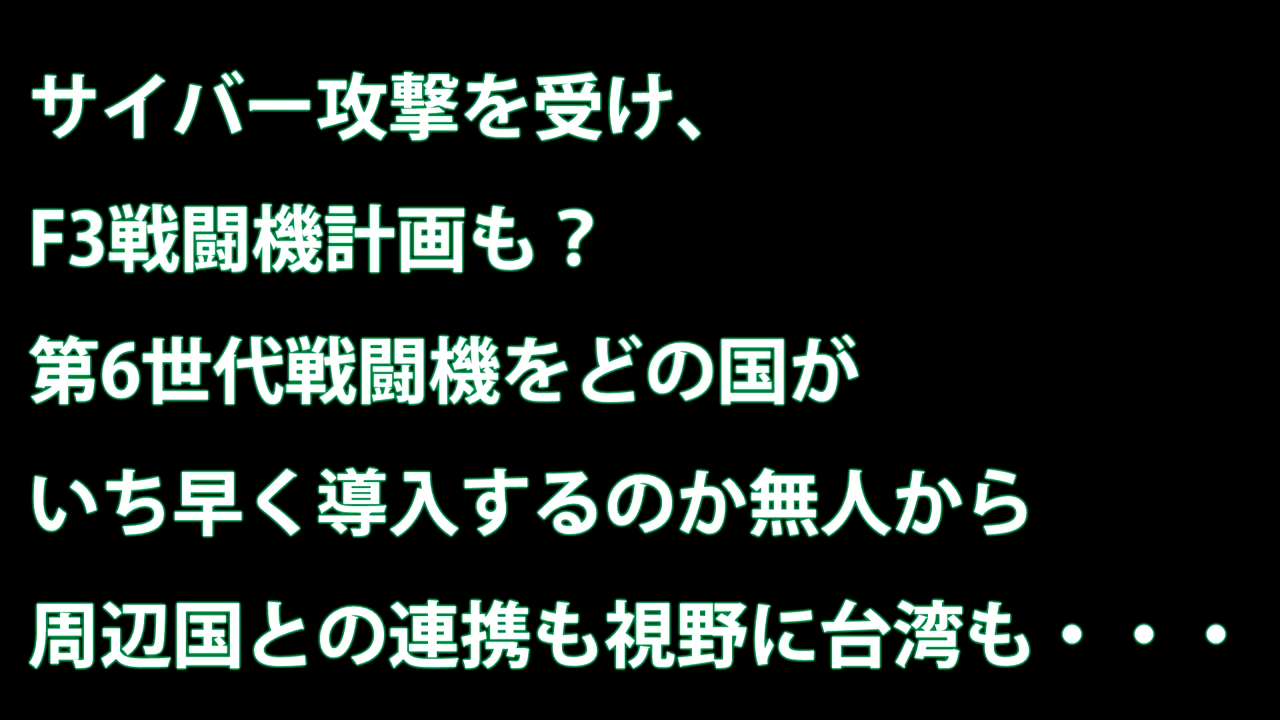 サイバー攻撃を受け、
F3戦闘機計画も？
第6世代戦闘機をどの国が
いち早く導入するのか無人から
周辺国との連携も視野に台湾も・・・